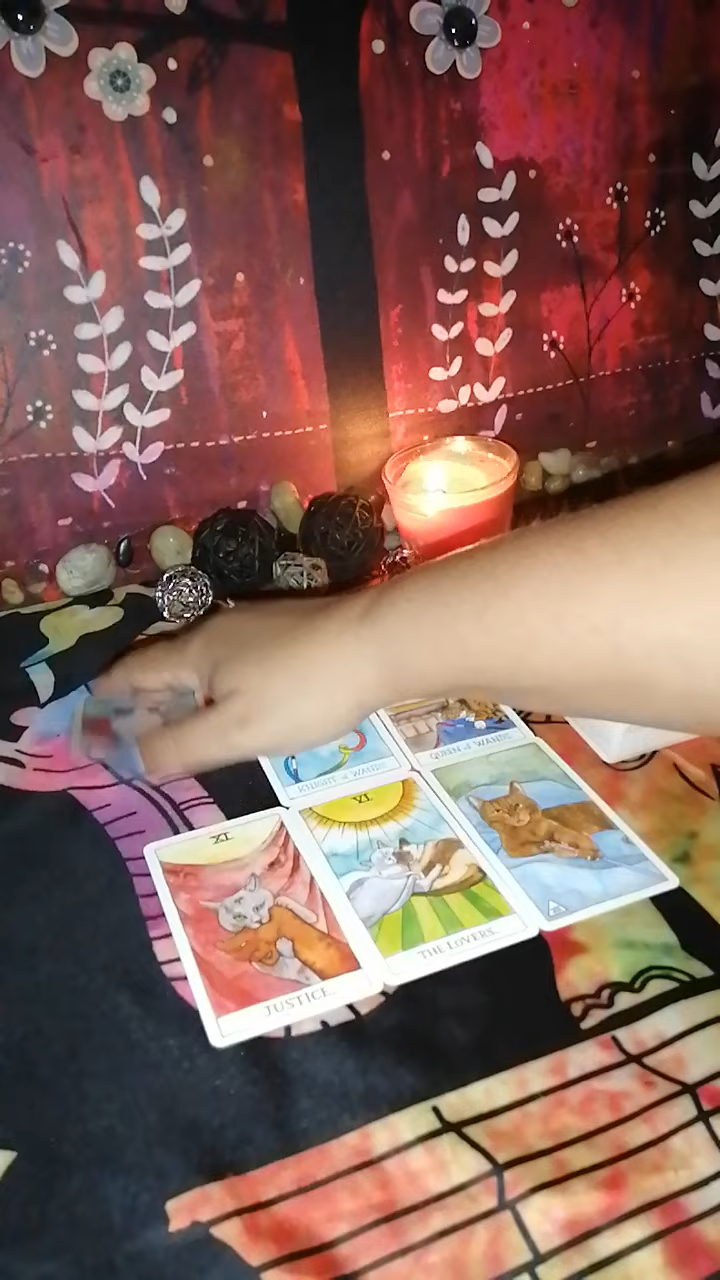 KNIGHT of WANDS
QUEEN of WANDS
XI
VI
JUSTICE.
THE LOVERS.